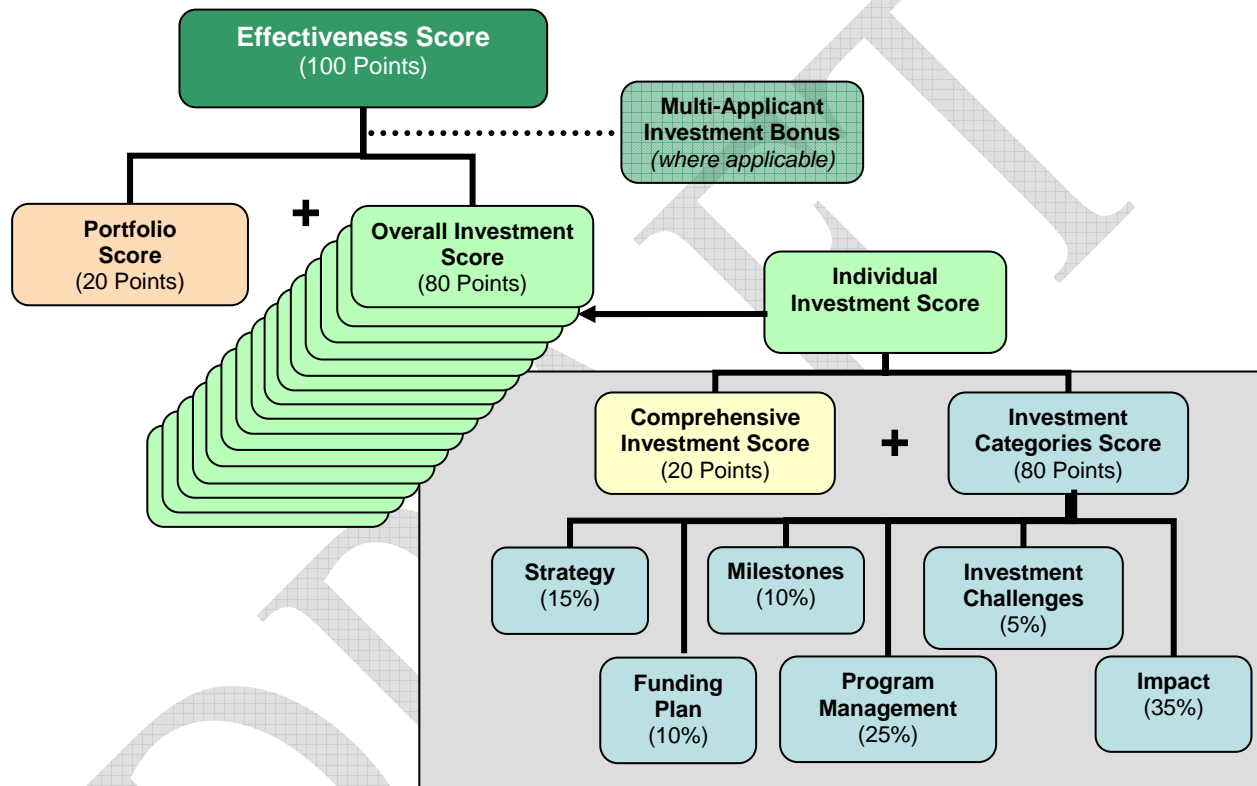 Effectiveness Score
(100 Points)
Multi-Applicant
Investment Bonus
(where applicable)
Portfolio
Score
(20 Points)
+
Overall Investment
Score
(80 Points)
Individual
Investment Score
Comprehensive
Investment Score
(20 Points)
+
Investment
Categories Score
(80 Points)
Strategy
(15%)
Milestones
(10%)
Investment
Challenges
(5%)
Funding
Plan
(10%)
Program
Management
(25%)
Impact
(35%)
DRAFT